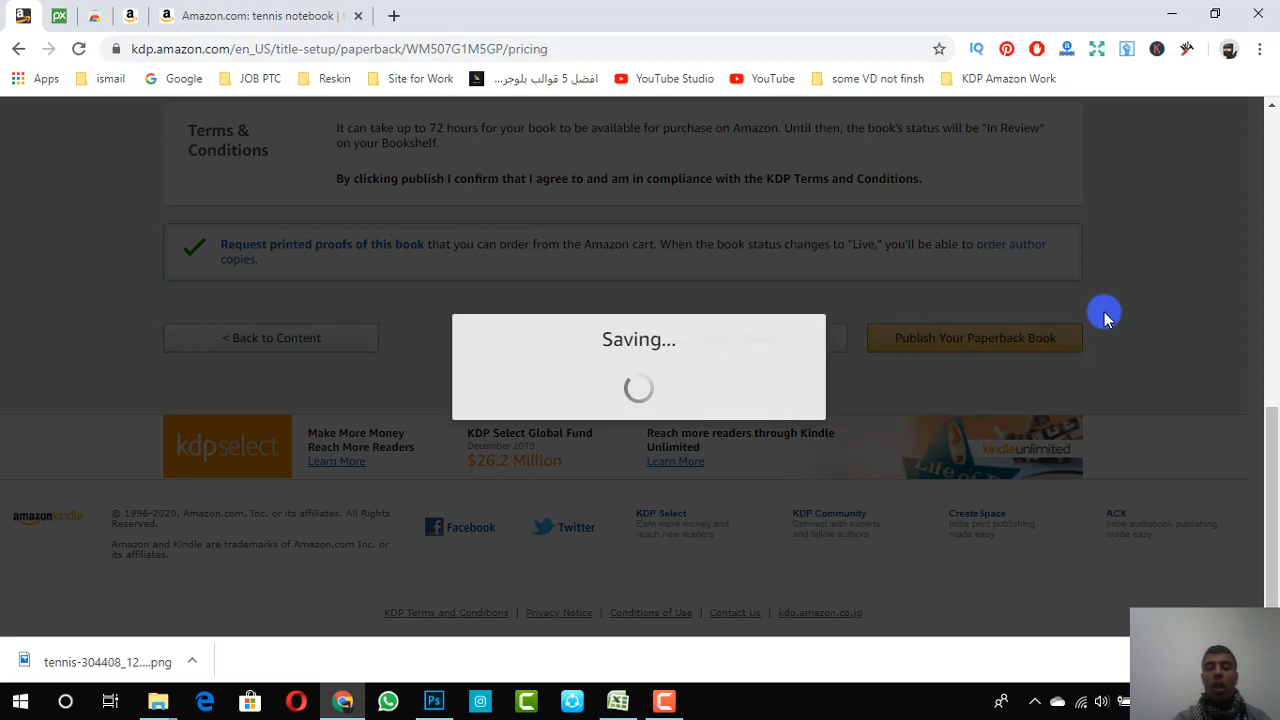 Amazon.com: tennis notebook |
kdp.amazon.com/en_US/title-setup/paperback/WM507G1M5GP/pricing
Apps
ismail
Google
JOB PTC
Reskin
Site for Work
افضل 5 قوالب بلوجر...
YouTube Studio
YouTube
some VD not finsh
KDP Amazon Work
Terms &
Conditions
It can take up to 72 hours for your book to be available for purchase on Amazon. Until then, the book's status will be "In Review"
on your Bookshelf.
By clicking publish I confirm that I agree to and am in compliance with the KDP Terms and Conditions.
Request printed proofs of this book that you can order from the Amazon cart. When the book status changes to "Live," you'll be able to order author
copies.
< Back to Content
Saving...
Publish Your Paperback Book
kdpselect
Make More Money
Reach More Readers
Learn More
KDP Select Global Fund
December 2019
$26.2 Million
Reach more readers through Kindle
Unlimited
Learn More
kindleunlimited
Life of
amazonkindle
© 1996-2020, Amazon.com, Inc. or its affiliates. All Rights
Reserved.
Amazon and Kindle are trademarks of Amazon.com Inc. or
its affiliates.
Facebook
Twitter
KDP Select
Earn more money and
reach new readers
KDP Community
Connect with experts
and fellow authors
CreateSpace
Indie print publishing
made easy
ACX
Indie audiobook publishing
made easy
KDP Terms and Conditions | Privacy Notice | Conditions of Use | Contact Us | kdp.amazon.co.jp
tennis-304408_12....png